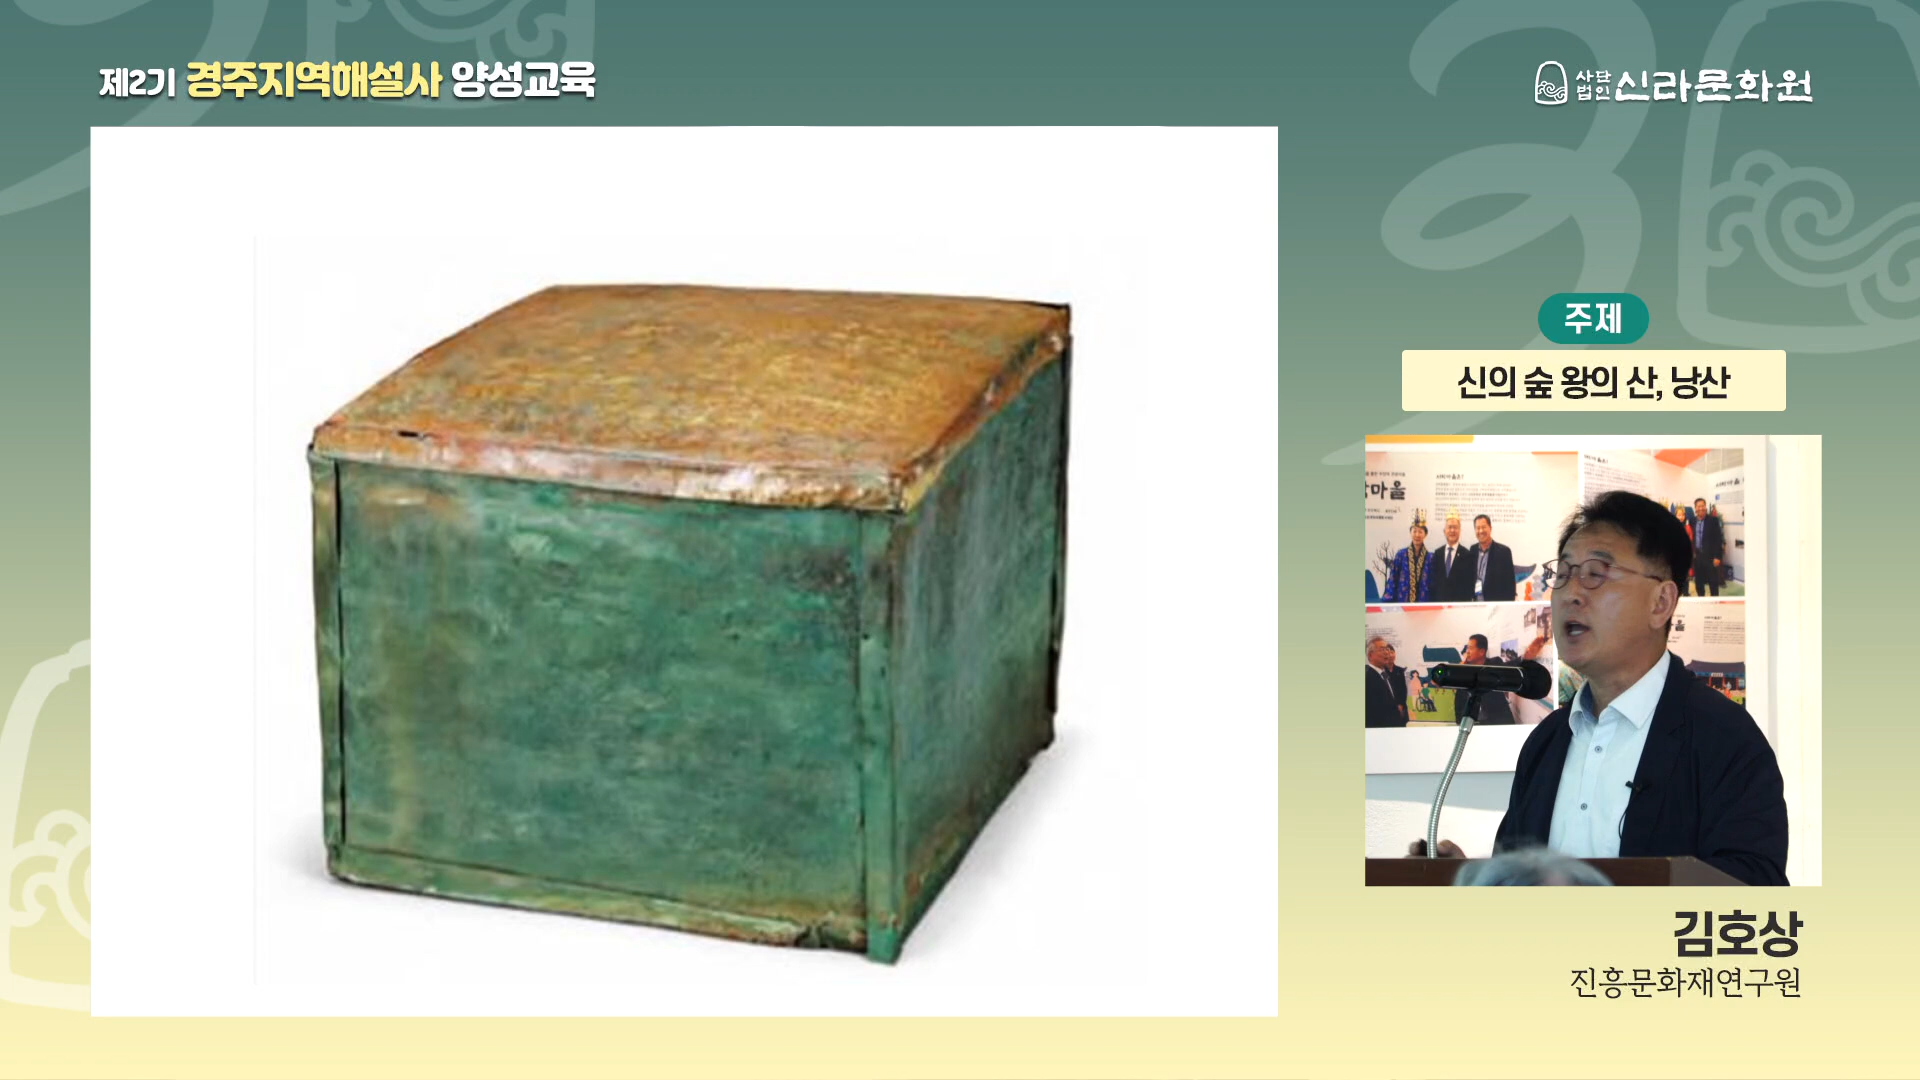 제2기 경주지역해설사 양성교육
사단법인 신라문화원
주제
신의 숲 왕의 산, 낭산
마을
김호상
진흥문화재연구원